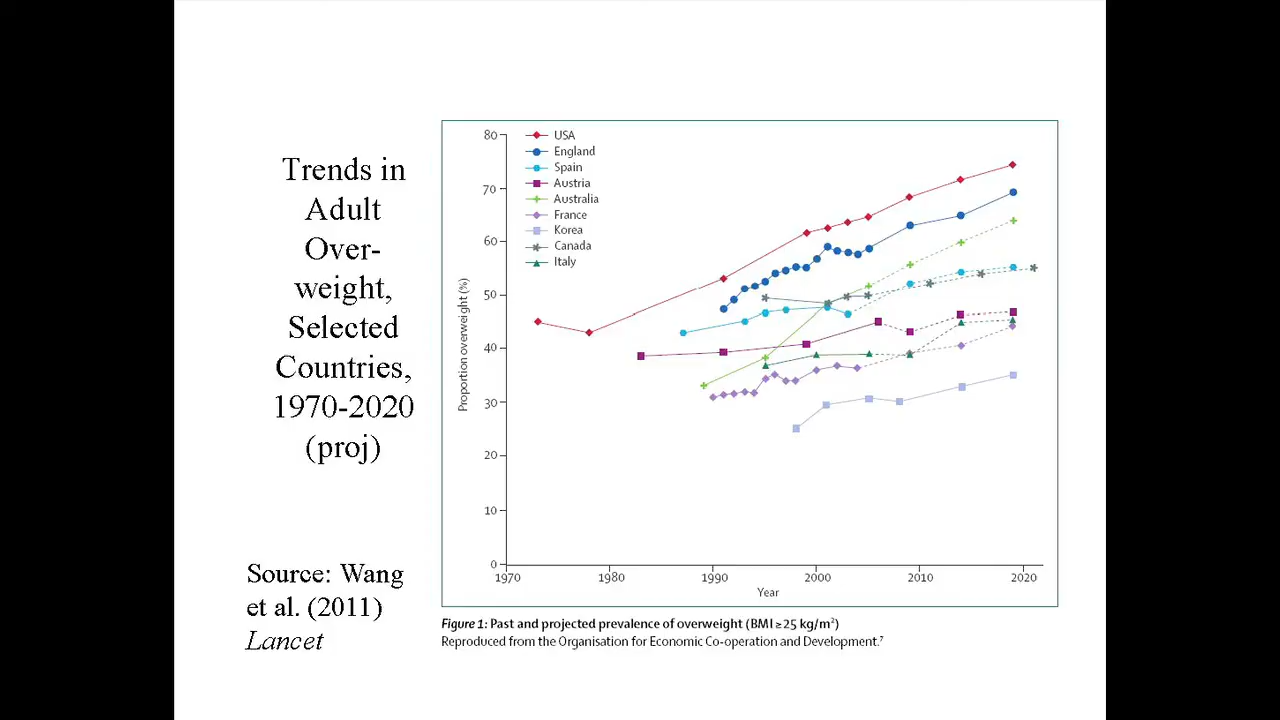 Trends in
Adult
Over-
weight,
Selected
Countries,
1970-2020
(proj)
Source: Wang
et al. (2011)
Lancet
USA
England
Spain
Austria
Australia
France
Korea
Canada
Italy
Proportion overweight (%)
80
70
60
50
40
30
20
10
0
1970
1980
1990
2000
2010
2020
Year
Figure 1: Past and projected prevalence of overweight (BMI ≥25 kg/m²)
Reproduced from the Organisation for Economic Co-operation and Development.⁷